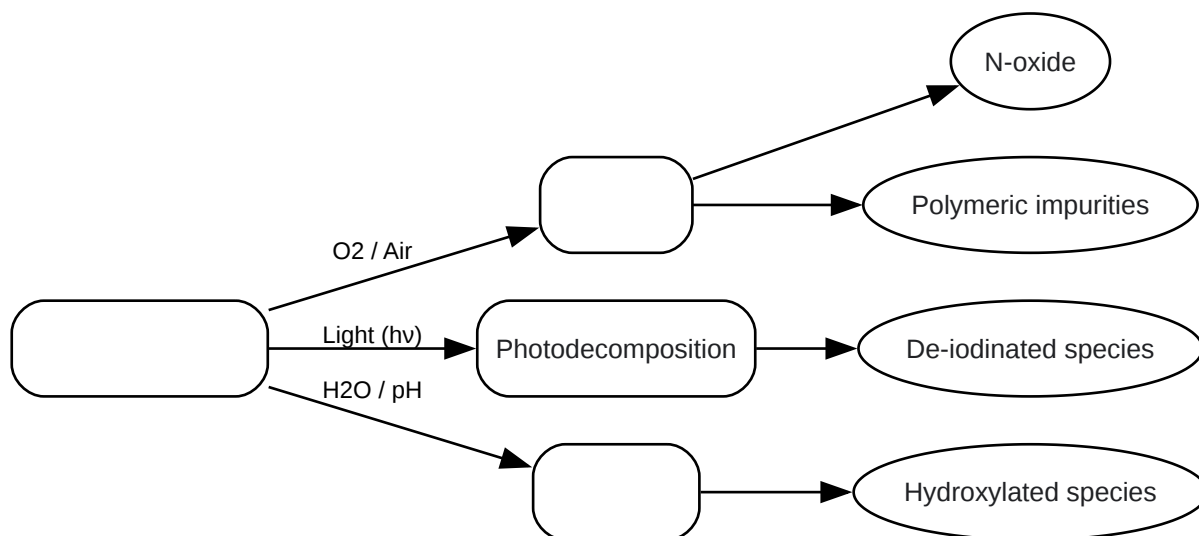 N-oxide
Polymeric impurities
O2 / Air
Light (hν)
Photodecomposition
De-iodinated species
H2O / pH
Hydroxylated species